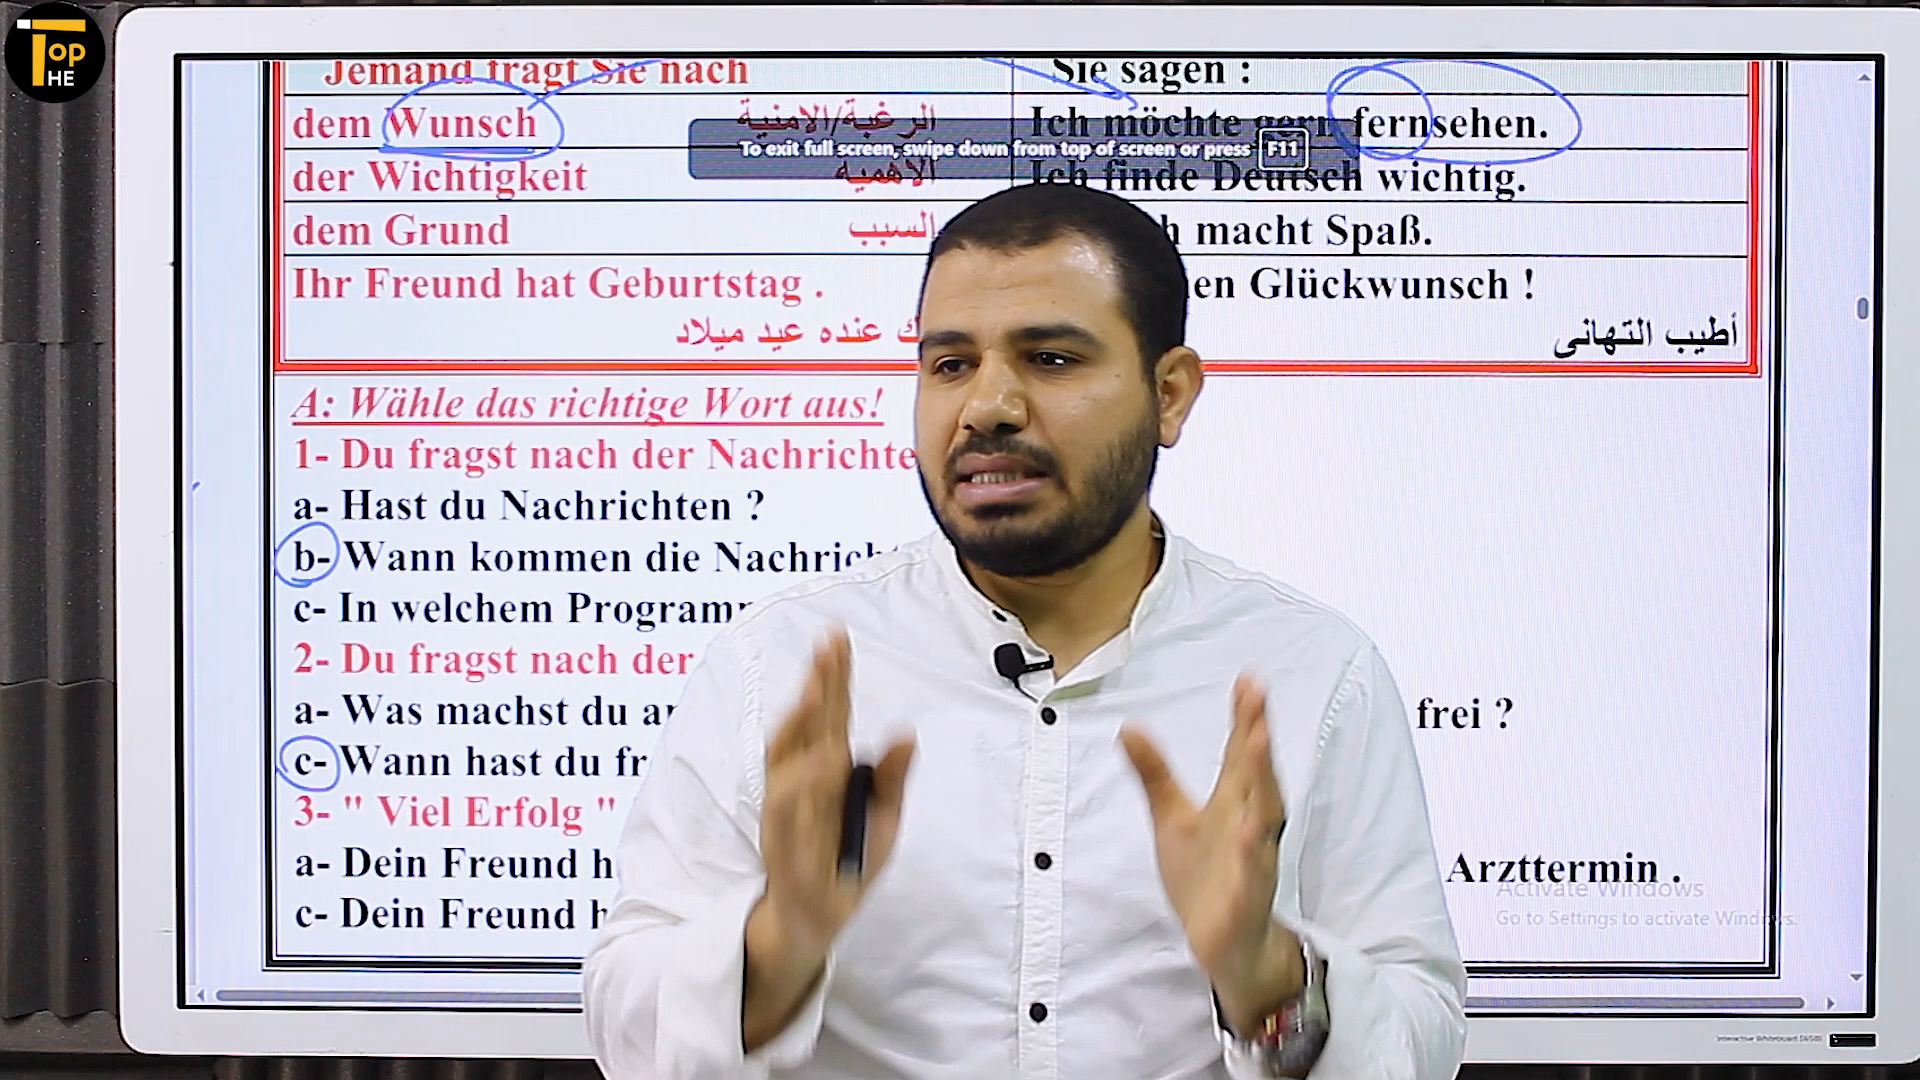 TOP
THE
Jemand fragt Sie nach
Sie sagen :
dem Wunsch
الرغبة/الامنية
Ich möchte gern fernsehen.
To exit full screen, swipe down from top of screen or press F11
der Wichtigkeit
الاهمية
Ich finde Deutsch wichtig.
dem Grund
السبب
macht Spaß.
Ihr Freund hat Geburtstag .
Glückwunsch !
عنده عيد ميلاد
أطيب التهانى
A: Wähle das richtige Wort aus!
1- Du fragst nach der
a- Hast du Nachrichten ?
b- Wann kommen die
c- In welchem
2- Du fragst nach der
a- Was machst du
frei ?
c- Wann hast du
3- " Viel Erfolg "
a- Dein Freund
Arzttermin .
c- Dein Freund
Activate Windows
Go to Settings to activate Windows.
Interactive Whiteboard